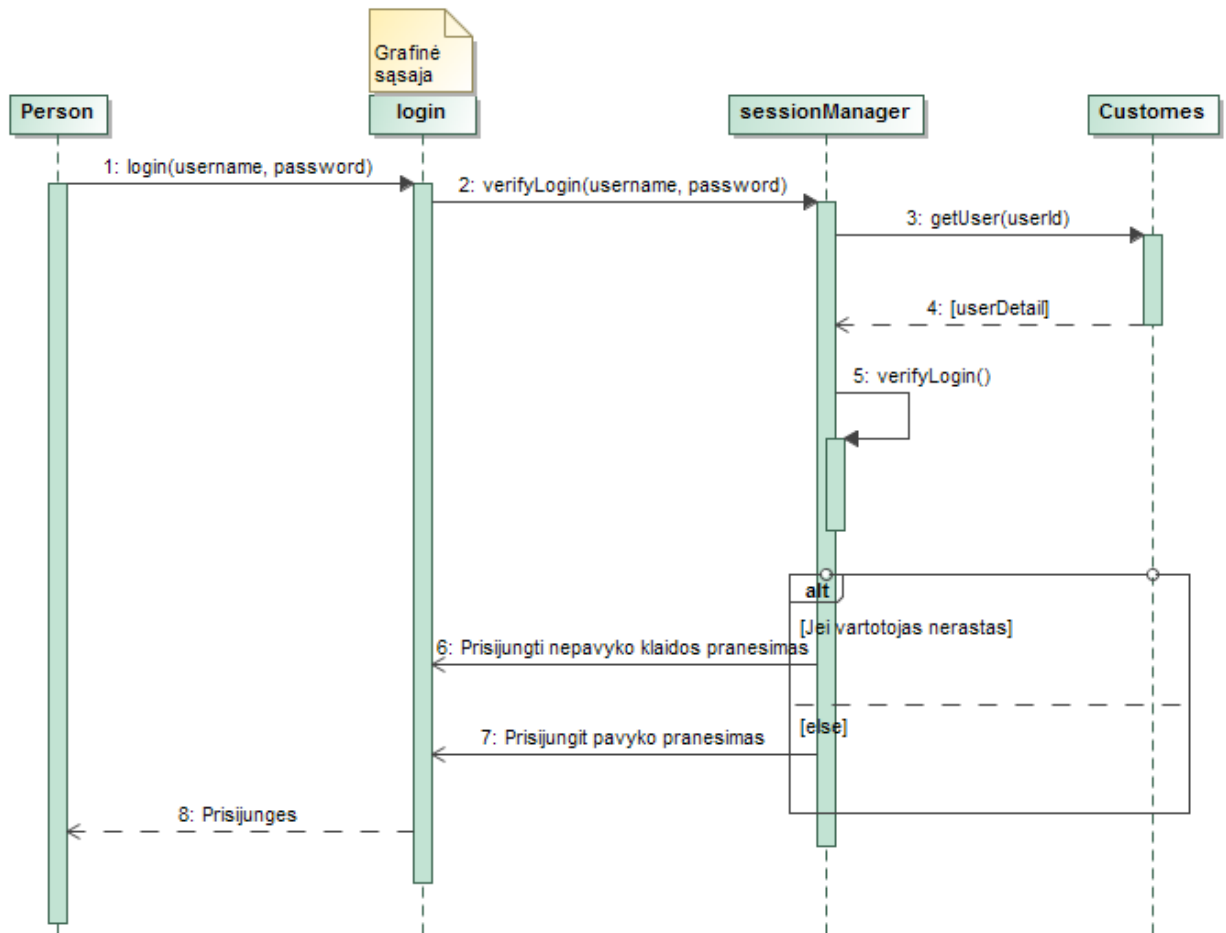 Grafinė
sąsaja
Person
login
sessionManager
Customes
1: login(username, password)
2: verifyLogin(username, password)
3: getUser(userId)
4: [userDetail]
5: verifyLogin()
alt
[Jei vartotojas nerastas]
6: Prisijungti nepavyko klaidos pranesimas
[else]
7: Prisijungit pavyko pranesimas
8: Prisijunges